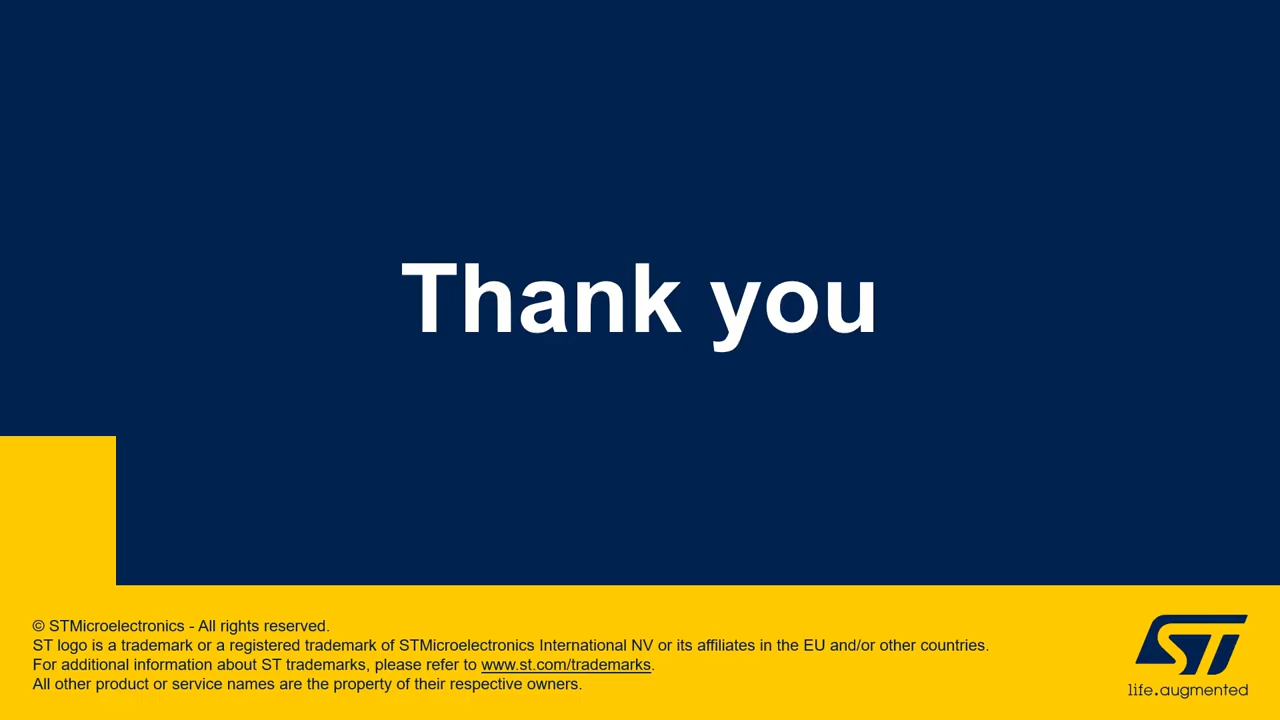 Thank you
© STMicroelectronics - All rights reserved.
ST logo is a trademark or a registered trademark of STMicroelectronics International NV or its affiliates in the EU and/or other countries.
For additional information about ST trademarks, please refer to www.st.com/trademarks.
All other product or service names are the property of their respective owners.
ST
life.augmented